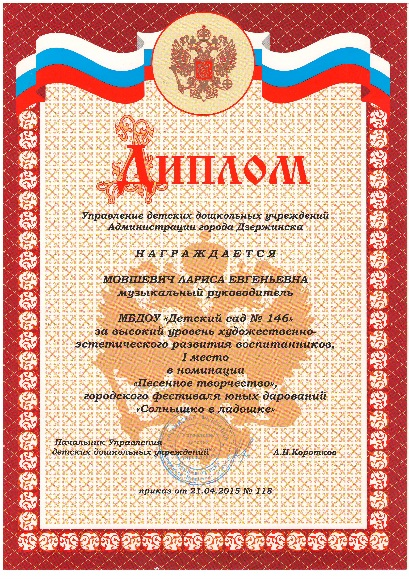 Диплом
Управление детских дошкольных учреждений
Администрации города Дзержинска
НАГРАЖДАЕТСЯ
МОВШЕВИЧ ЛАРИСА ЕВГЕНЬЕВНА
музыкальный руководитель
МБДОУ «Детский сад № 146»
за высокий уровень художественно-
эстетического развития воспитанников,
I место
в номинации
«Песенное творчество»,
городского фестиваля юных дарований
«Солнышко в ладошке»
Начальник Управления
детских дошкольных учреждений
А.Н.Коротков
приказ от 21.04.2015 № 118